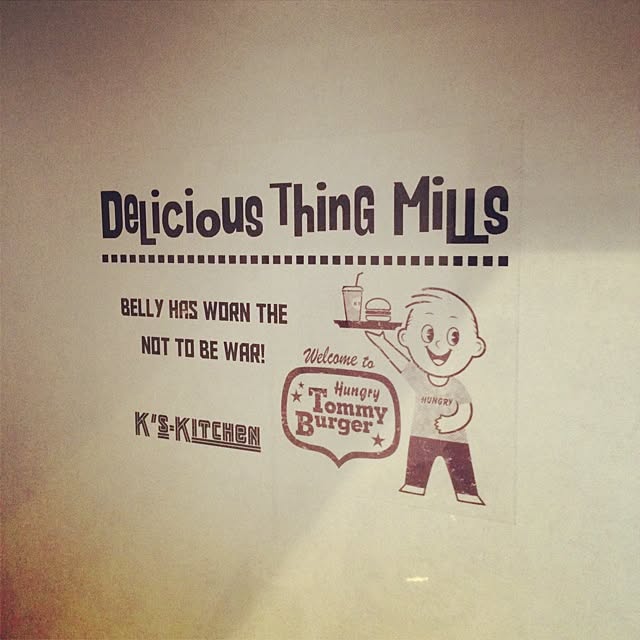 Delicious Thing Mills
BELLY HAS WORN THE
NOT TO BE WAR!
K's-Kitchen
Welcome to
Hungry
Tommy
Burger
HUNGRY